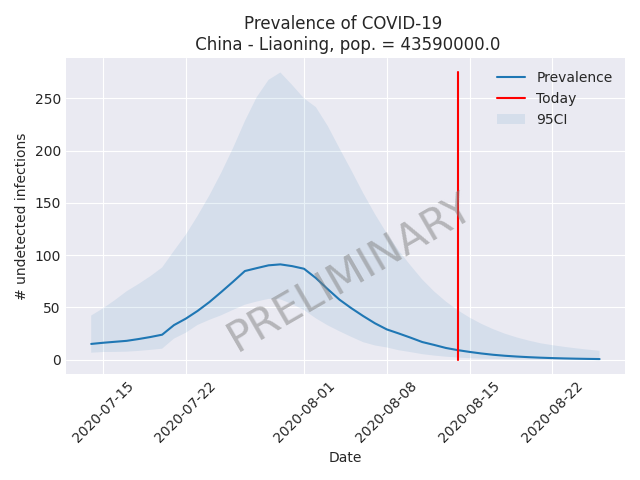 Prevalence of COVID-19
China - Liaoning, pop. = 43590000.0
Prevalence
Today
95CI
# undetected infections
250
200
150
100
50
0
PRELIMINARY
2020-07-15
2020-07-22
2020-08-01
2020-08-08
2020-08-15
2020-08-22
Date